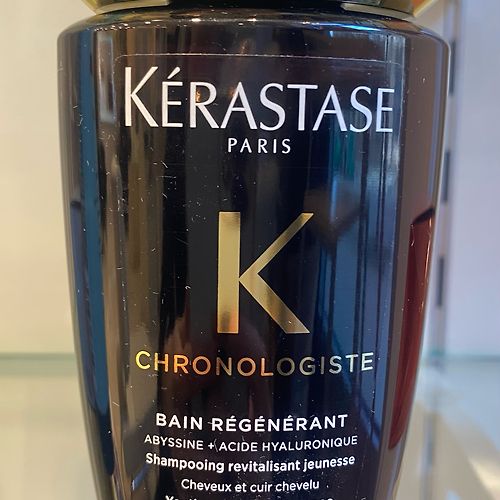 KÉRASTASE
PARIS
K
CHRONOLOGISTE
BAIN RÉGÉNÉRANT
ABYSSINE + ACIDE HYALURONIQUE
Shampooing revitalisant jeunesse
Cheveux et cuir chevelu